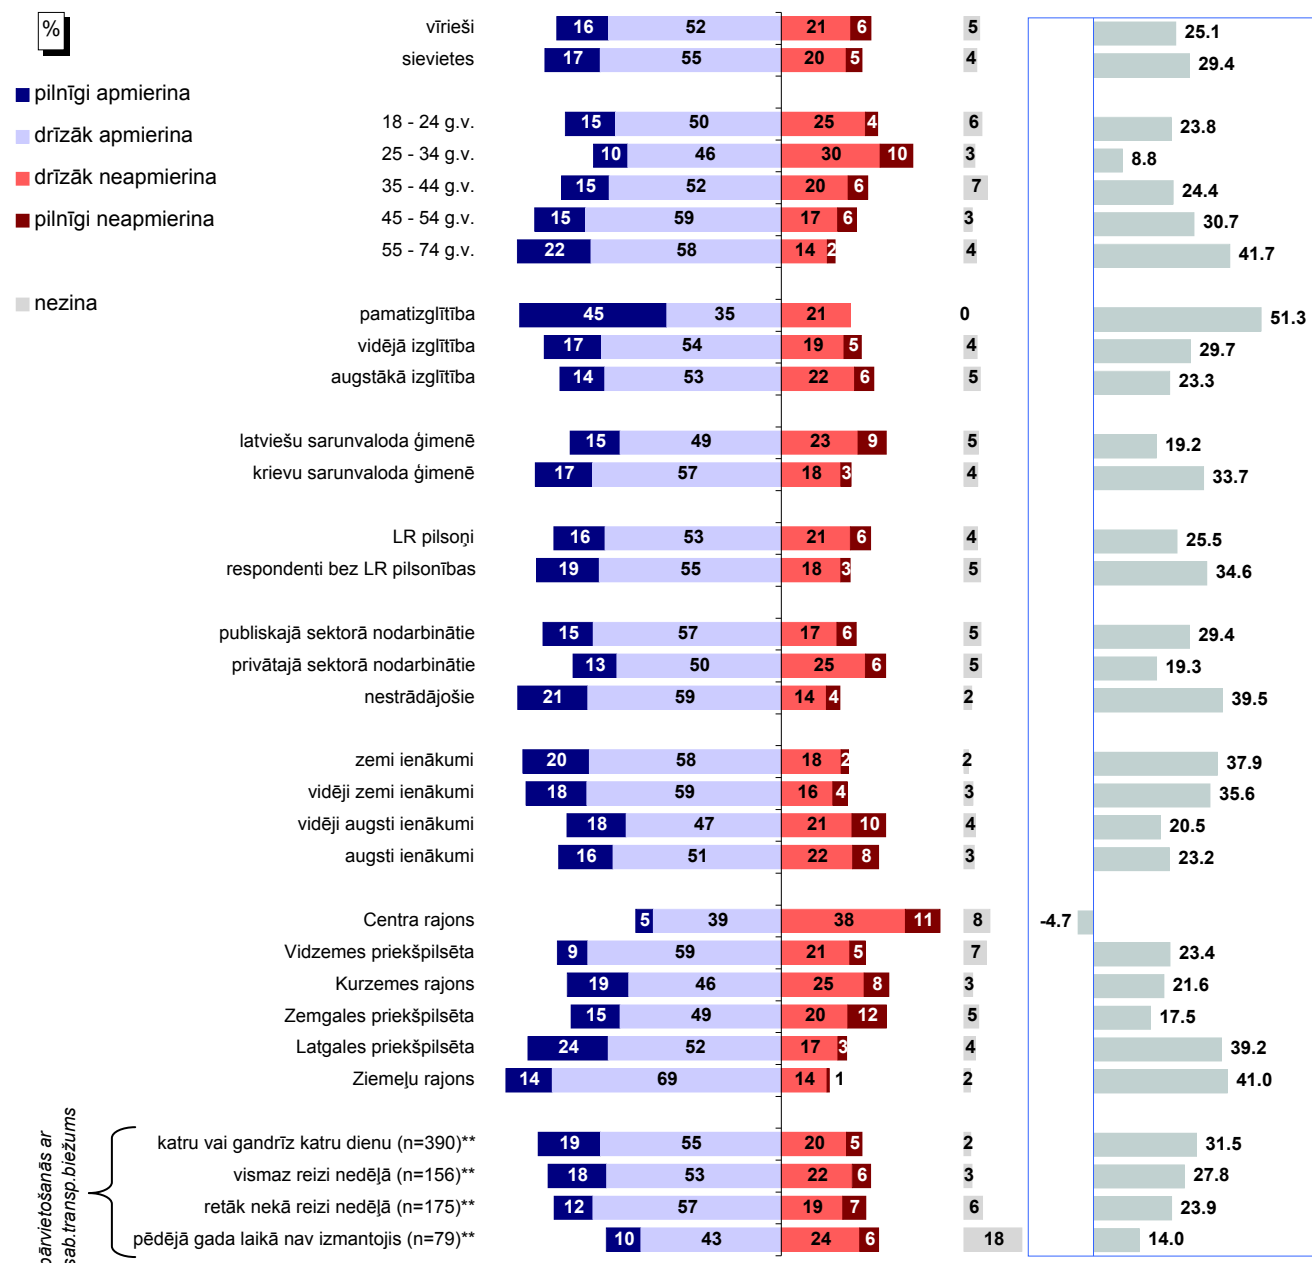 %
pilnīgi apmierina
drīzāk apmierina
drīzāk neapmierina
pilnīgi neapmierina
nezina
vīrieši 16 52 21 6 5 25.1
sievietes 17 55 20 5 4 29.4
18 - 24 g.v. 15 50 25 4 6 23.8
25 - 34 g.v. 10 46 30 10 3 8.8
35 - 44 g.v. 15 52 20 6 7 24.4
45 - 54 g.v. 15 59 17 6 3 30.7
55 - 74 g.v. 22 58 14 2 4 41.7
pamatizglītība 45 35 21 0 51.3
vidējā izglītība 17 54 19 5 4 29.7
augstākā izglītība 14 53 22 6 5 23.3
latviešu sarunvaloda ģimenē 15 49 23 9 5 19.2
krievu sarunvaloda ģimenē 17 57 18 3 4 33.7
LR pilsoņi 16 53 21 6 4 25.5
respondenti bez LR pilsonības 19 55 18 3 5 34.6
publiskajā sektorā nodarbinātie 15 57 17 6 5 29.4
privātajā sektorā nodarbinātie 13 50 25 6 5 19.3
nestrādājošie 21 59 14 4 2 39.5
zemi ienākumi 20 58 18 2 2 37.9
vidēji zemi ienākumi 18 59 16 4 3 35.6
vidēji augsti ienākumi 18 47 21 10 4 20.5
augsti ienākumi 16 51 22 8 3 23.2
Centra rajons 5 39 38 11 8 -4.7
Vidzemes priekšpilsēta 9 59 21 5 7 23.4
Kurzemes rajons 19 46 25 8 3 21.6
Zemgales priekšpilsēta 15 49 20 12 5 17.5
Latgales priekšpilsēta 24 52 17 3 4 39.2
Ziemeļu rajons 14 69 14 1 2 41.0
pārvietošanās ar
sab.transp.biežums
katru vai gandrīz katru dienu (n=390)** 19 55 20 5 2 31.5
vismaz reizi nedēļā (n=156)** 18 53 22 6 3 27.8
retāk nekā reizi nedēļā (n=175)** 12 57 19 7 6 23.9
pēdējā gada laikā nav izmantojis (n=79)** 10 43 24 6 18 14.0